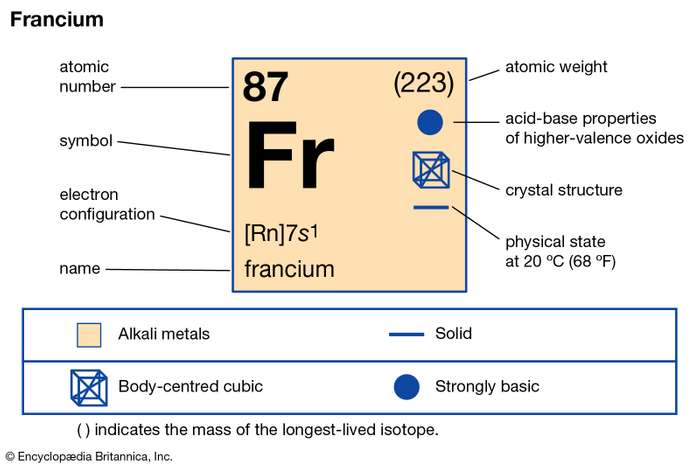 Francium
atomic
number
87
(223)
atomic weight
symbol
Fr
acid-base properties
of higher-valence oxides
crystal structure
electron
configuration
[Rn]7s1
physical state
at 20 ºC (68 ºF)
name
francium
Alkali metals
Solid
Body-centred cubic
Strongly basic
( ) indicates the mass of the longest-lived isotope.
© Encyclopædia Britannica, Inc.